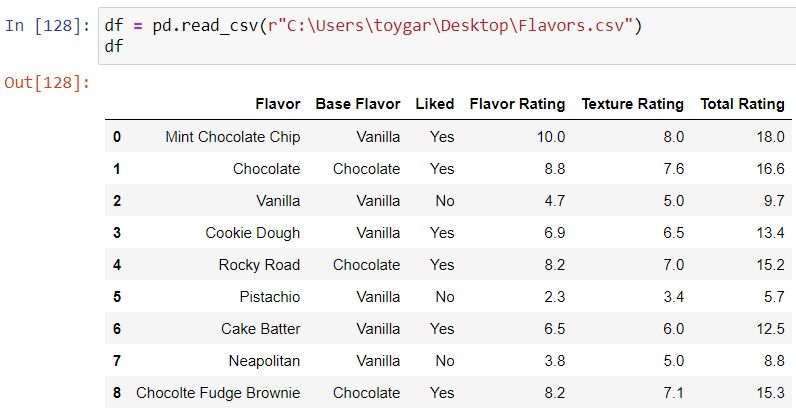 In [128]: df = pd.read_csv(r"C:\Users\toygar\Desktop\Flavors.csv")
df
Out[128]:
Flavor Base Flavor Liked Flavor Rating Texture Rating Total Rating
0 Mint Chocolate Chip Vanilla Yes 10.0 8.0 18.0
1 Chocolate Chocolate Yes 8.8 7.6 16.6
2 Vanilla Vanilla No 4.7 5.0 9.7
3 Cookie Dough Vanilla Yes 6.9 6.5 13.4
4 Rocky Road Chocolate Yes 8.2 7.0 15.2
5 Pistachio Vanilla No 2.3 3.4 5.7
6 Cake Batter Vanilla Yes 6.5 6.0 12.5
7 Neapolitan Vanilla No 3.8 5.0 8.8
8 Chocolte Fudge Brownie Chocolate Yes 8.2 7.1 15.3